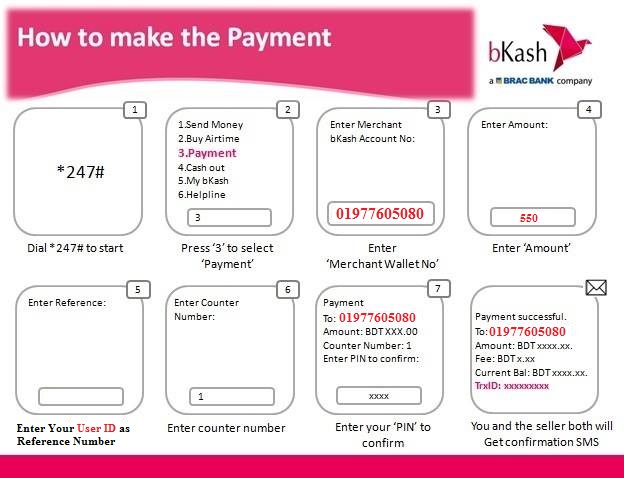 How to make the Payment
bKash
a BRAC BANK company
1
*247#
Dial *247# to start
2
1.Send Money
2.Buy Airtime
3.Payment
4.Cash out
5.My bKash
6.Helpline
3
Press ‘3’ to select
‘Payment’
3
Enter Merchant
bKash Account No:
01977605080
Enter
‘Merchant Wallet No’
4
Enter Amount:
550
Enter ‘Amount’
5
Enter Reference:
Enter Your User ID as
Reference Number
6
Enter Counter
Number:
1
Enter counter number
7
Payment
To: 01977605080
Amount: BDT XXX.00
Counter Number: 1
Enter PIN to confirm:
xxxx
Enter your ‘PIN’ to
confirm
Payment successful.
To:01977605080
Amount: BDT xxxx.xx.
Fee: BDT x.xx
Current Bal: BDT xxxx.xx.
TrxID: xxxxxxxxx
You and the seller both will
Get confirmation SMS